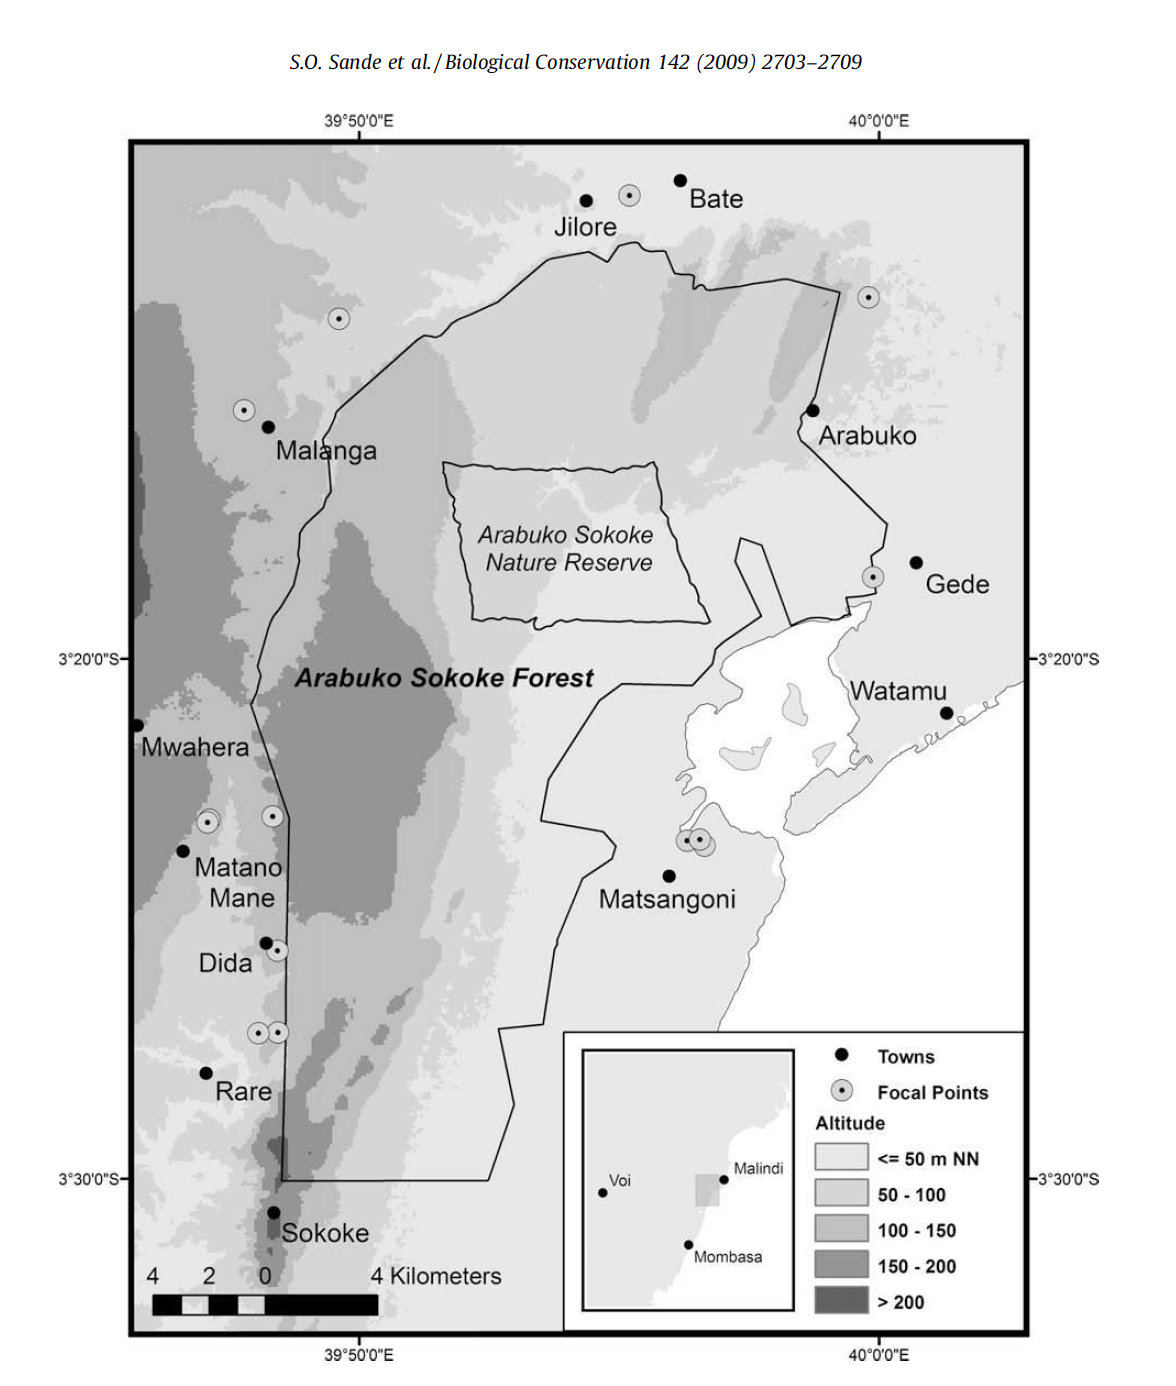 S.O. Sande et al. / Biological Conservation 142 (2009) 2703–2709
39°50'0"E
40°0'0"E
Bate
Jilore
Arabuko
Malanga
Arabuko Sokoke
Nature Reserve
Gede
3°20'0"S
3°20'0"S
Arabuko Sokoke Forest
Watamu
Mwahera
Matano
Mane
Matsangoni
Dida
Rare
Towns
Focal Points
Altitude
<= 50 m NN
50 - 100
100 - 150
150 - 200
> 200
Malindi
Voi
Mombasa
3°30'0"S
3°30'0"S
Sokoke
4 2 0 4 Kilometers
39°50'0"E
40°0'0"E